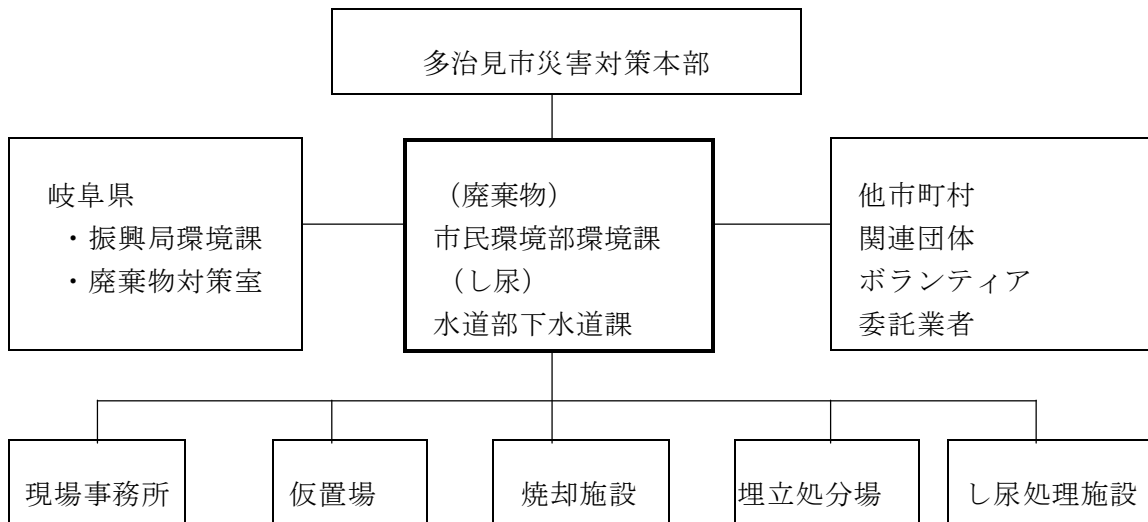 多治見市災害対策本部
岐阜県
・振興局環境課
・廃棄物対策室
（廃棄物）
市民環境部環境課
（し尿）
水道部下水道課
他市町村
関連団体
ボランティア
委託業者
現場事務所
仮置場
焼却施設
埋立処分場
し尿処理施設